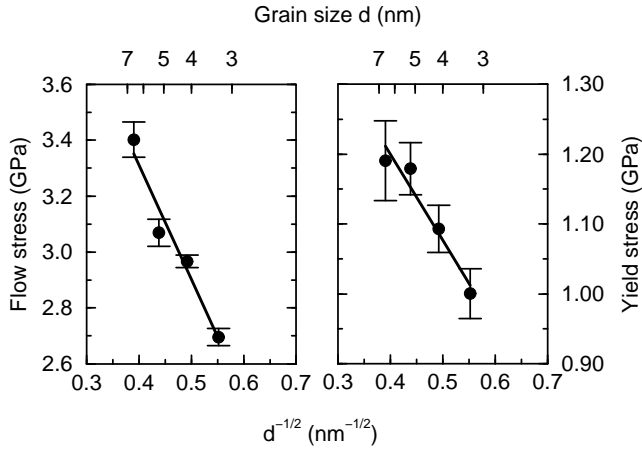 Grain size d (nm)
7 5 4 3 7 5 4 3
3.6 1.30
3.4
1.20
3.2
3.0 1.10
2.8 1.00
2.6 0.90
0.3 0.4 0.5 0.6 0.7 0.3 0.4 0.5 0.6 0.7
Flow stress (GPa)
Yield stress (GPa)
d⁻¹/² (nm⁻¹/²)